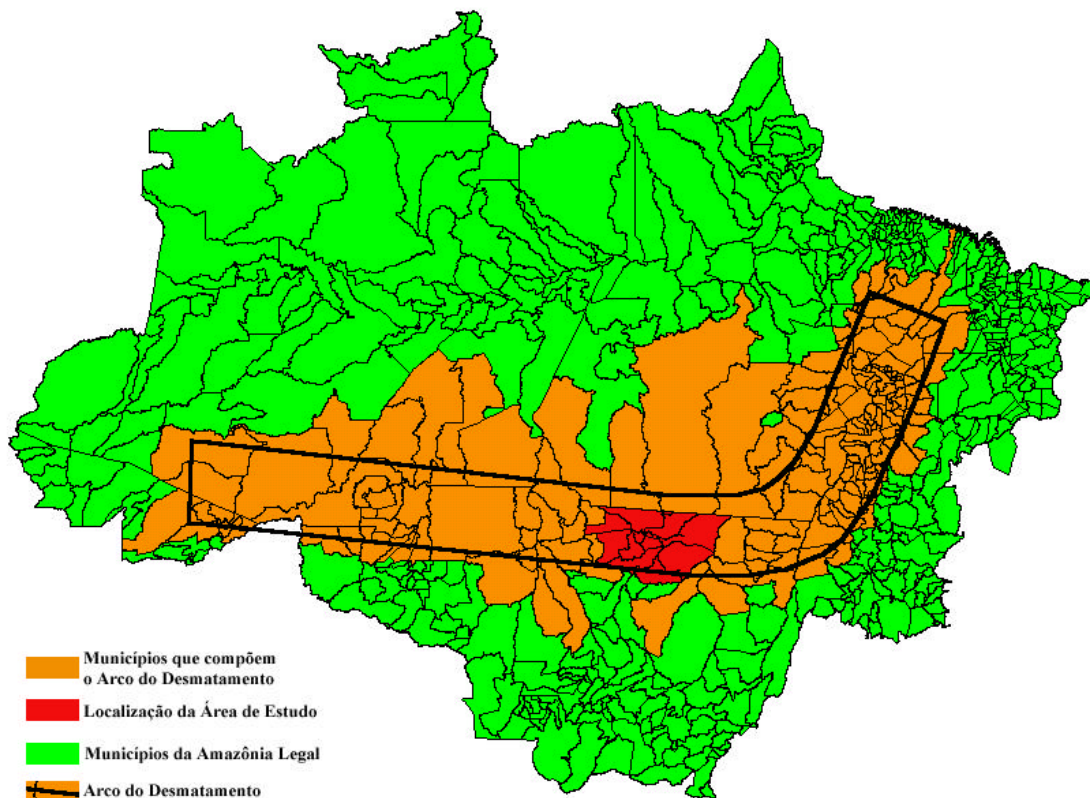 Municípios que compõem
o Arco do Desmatamento
Localização da Área de Estudo
Municípios da Amazônia Legal
Arco do Desmatamento